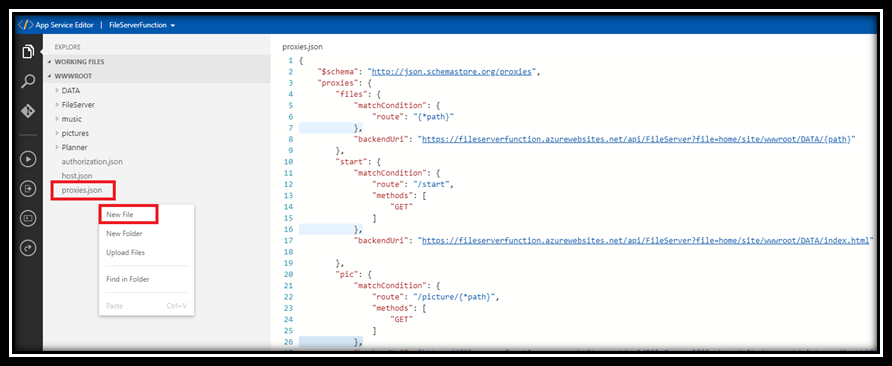 App Service Editor | FileServerFunction
EXPLORE
WORKING FILES
WWWROOT
DATA
FileServer
music
pictures
Planner
authorization.json
host.json
proxies.json
New File
New Folder
Upload Files
Find in Folder
Paste Ctrl+V
proxies.json
1 {
2 "$schema": "http://json.schemastore.org/proxies",
3 "proxies": {
4 "files": {
5 "matchCondition": {
6 "route": "{*path}"
7 },
8 "backendUri": "https://fileserverfunction.azurewebsites.net/api/FileServer?file=home/site/wwwroot/DATA/{path}"
9 },
10 "start": {
11 "matchCondition": {
12 "route": "/start",
13 "methods": [
14 "GET"
15 ]
16 },
17 "backendUri": "https://fileserverfunction.azurewebsites.net/api/FileServer?file=home/site/wwwroot/DATA/index.html"
18
19 },
20 "pic": {
21 "matchCondition": {
22 "route": "/picture/{*path}",
23 "methods": [
24 "GET"
25 ]
26 },